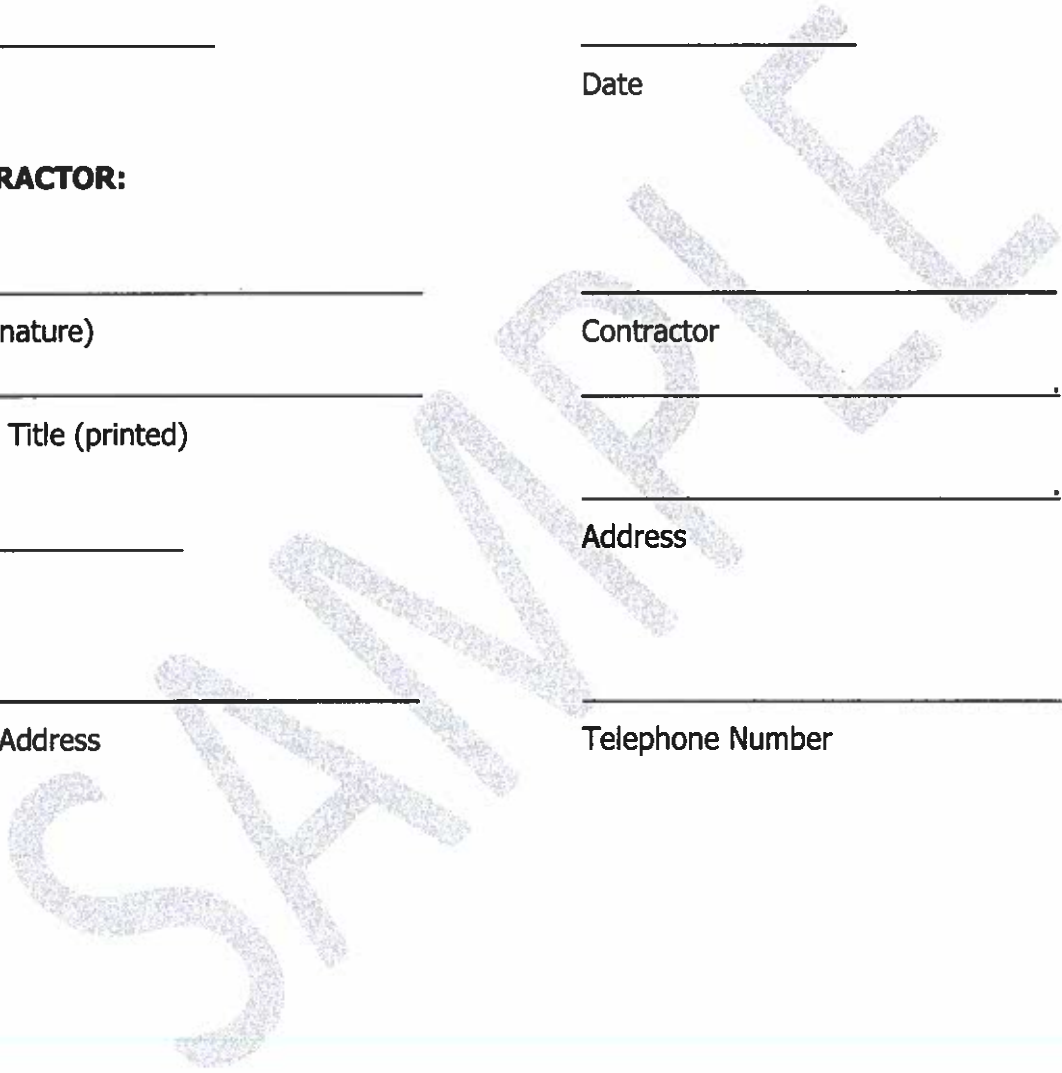 Date
RACTOR:
nature)
Contractor
Title (printed)
Address
Address
Telephone Number
SAMPLE